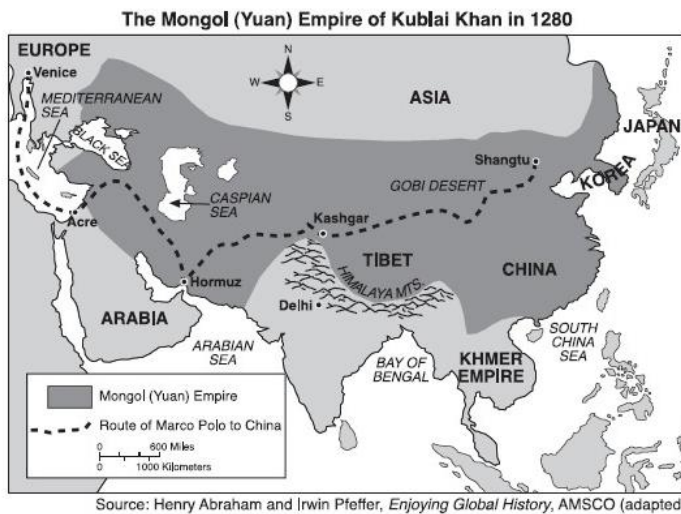 The Mongol (Yuan) Empire of Kublai Khan in 1280
EUROPE
Venice
MEDITERRANEAN
SEA
BLACK SEA
N
W
E
S
ASIA
JAPAN
Shangtu
KOREA
GOBI DESERT
CASPIAN
SEA
Acre
Kashgar
TIBET
CHINA
Hormuz
HIMALAYA MTS.
Delhi
ARABIA
ARABIAN
SEA
BAY OF
BENGAL
KHMER
EMPIRE
SOUTH
CHINA
SEA
Mongol (Yuan) Empire
Route of Marco Polo to China
0 600 Miles
0 1000 Kilometers
Source: Henry Abraham and Irwin Pfeffer, Enjoying Global History, AMSCO (adapted